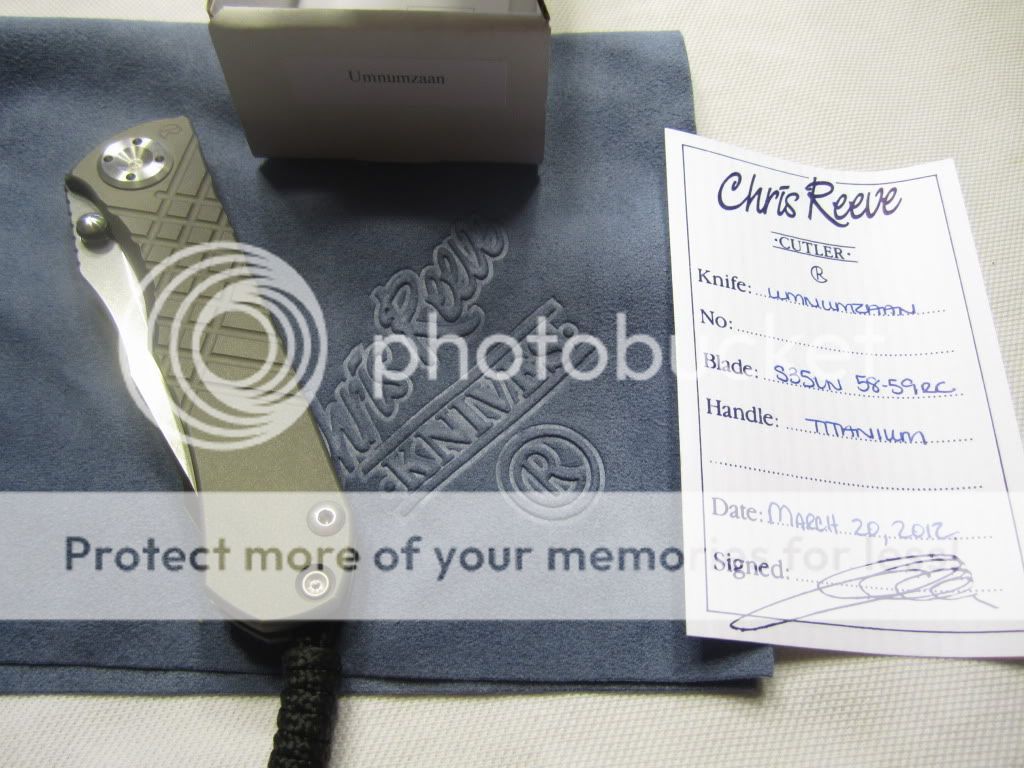 Umnumzaan
Chris Reeve
KNIVES
R
Chris Reeve
·CUTLER·
R
Knife: UMNUMZAAN
No:
Blade: S35VN 58-59RC
Handle: TITANIUM
Date: MARCH 20, 2012
Signed:
photobucket
Protect more of your memories for less!